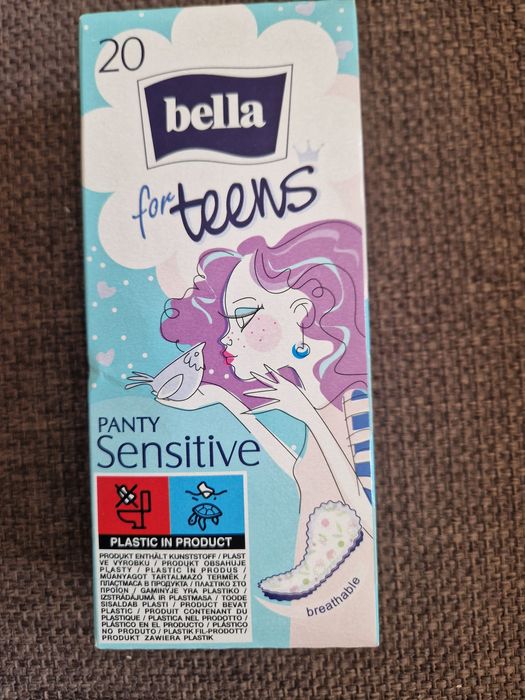 20
bella
for teens
PANTY
Sensitive
PLASTIC IN PRODUCT
PRODUKT ENTHÄLT KUNSTSTOFF / PLAST
VE VÝROBKU / PRODUKT OBSAHUJE
PLASTY / PLASTIC ÎN PRODUS /
MŰANYAGOT TARTALMAZÓ TERMÉK /
ПЛАСТМАСА В ПРОДУКТА / ΠΛΑΣΤΙΚΟ ΣΤΟ
ΠΡΟΪΟΝ / GAMINYJE YRA PLASTIKO /
IZSTRĀDĀJUMĀ IR PLASTMASA / TOODE
SISALDAB PLASTI / PRODUCT BEVAT
PLASTIC / PRODUIT CONTENANT DU
PLASTIQUE / PLASTICA NEL PRODOTTO /
PLÁSTICO EN EL PRODUCTO / PLÁSTICO
NO PRODUTO / PLASTIK FIL-PRODOTT/
PRODUKT ZAWIERA PLASTIK
breathable